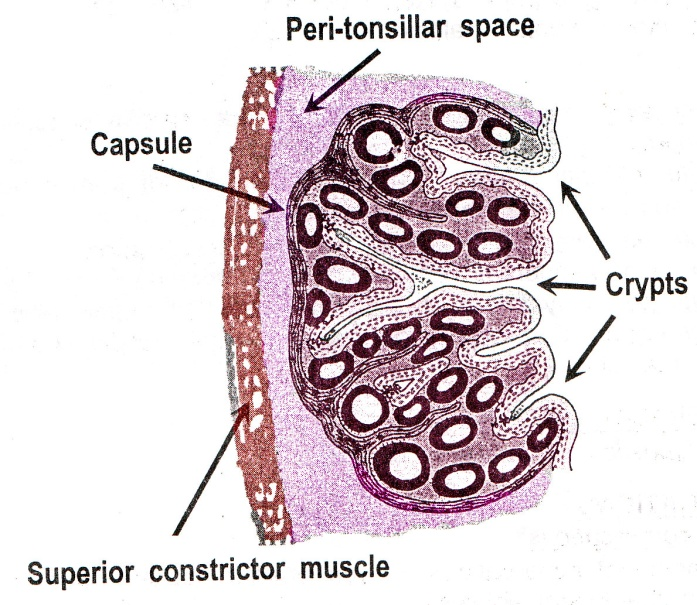 Peri-tonsillar space
Capsule
Crypts
Superior constrictor muscle